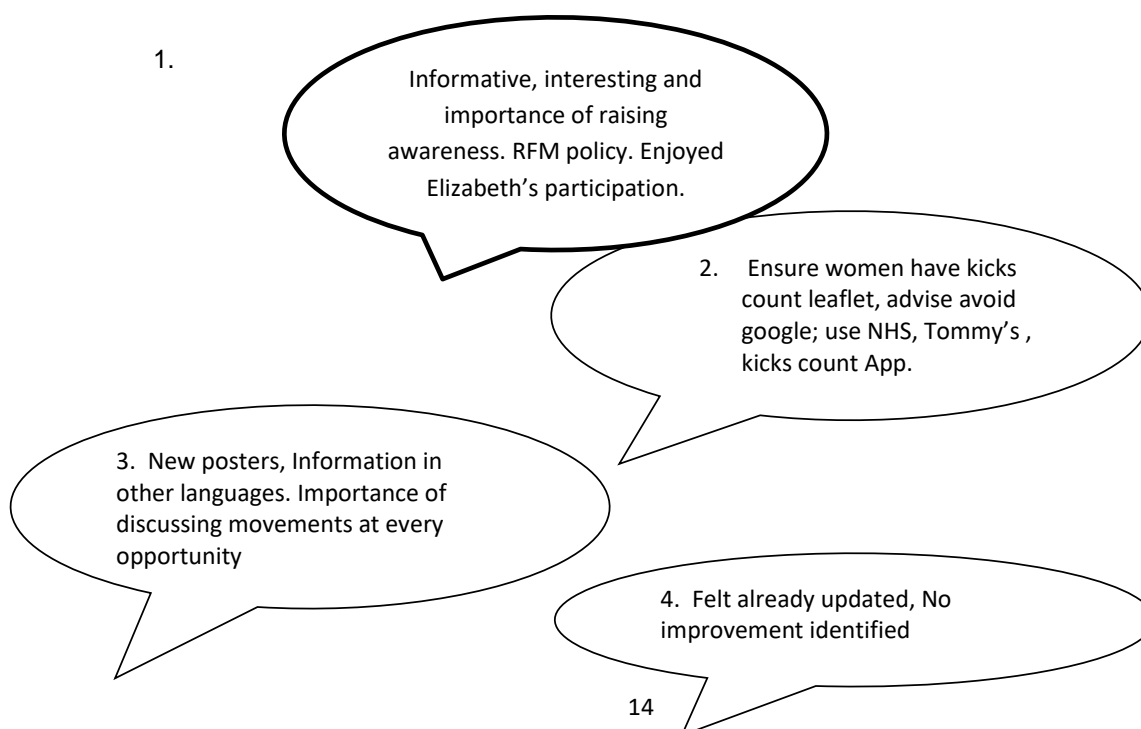 1.
Informative, interesting and
importance of raising
awareness. RFM policy. Enjoyed
Elizabeth’s participation.
2. Ensure women have kicks
count leaflet, advise avoid
google; use NHS, Tommy’s ,
kicks count App.
3. New posters, Information in
other languages. Importance of
discussing movements at every
opportunity
4. Felt already updated, No
improvement identified
14